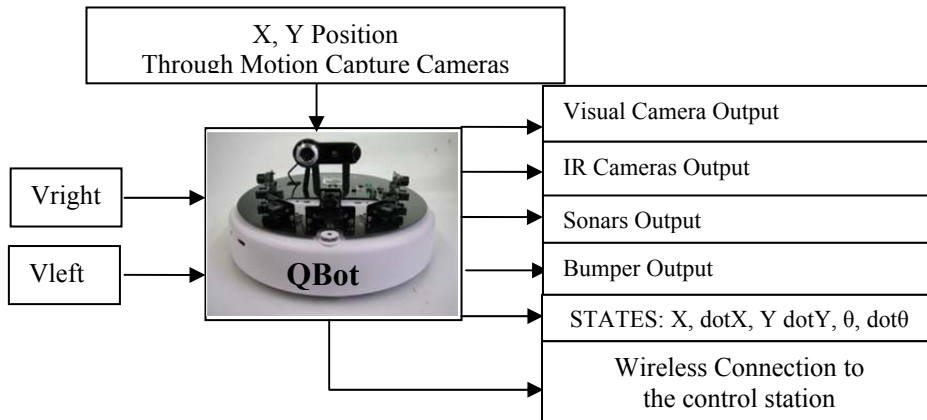 X, Y Position
Through Motion Capture Cameras
Visual Camera Output
IR Cameras Output
Vright
Sonars Output
Vleft
QBot
Bumper Output
STATES: X, dotX, Y dotY, θ, dotθ
Wireless Connection to
the control station